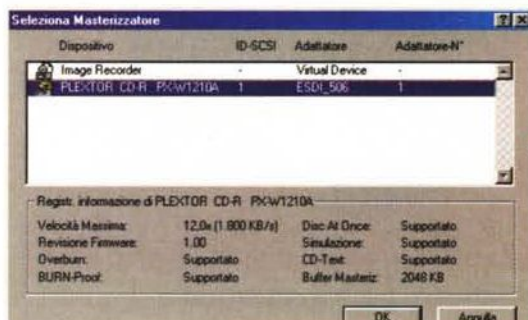 Seleziona Masterizzatore
Dispositivo ID-SCSI Adattatore Adattatore-N°
Image Recorder - Virtual Device -
PLEXTOR CD-R PX-W1210A 1 ESDI_506 1
Registr. informazione di PLEXTOR CD-R PX-W1210A
Velocità Massima: 12,0x (1.800 KB/s) Disc At Once: Supportato
Revisione Firmware: 1.00 Simulazione: Supportato
Overburn: Supportato CD-Text: Supportato
BURN-Proof: Supportato Buffer Masteriz: 2048 KB
OK Annulla